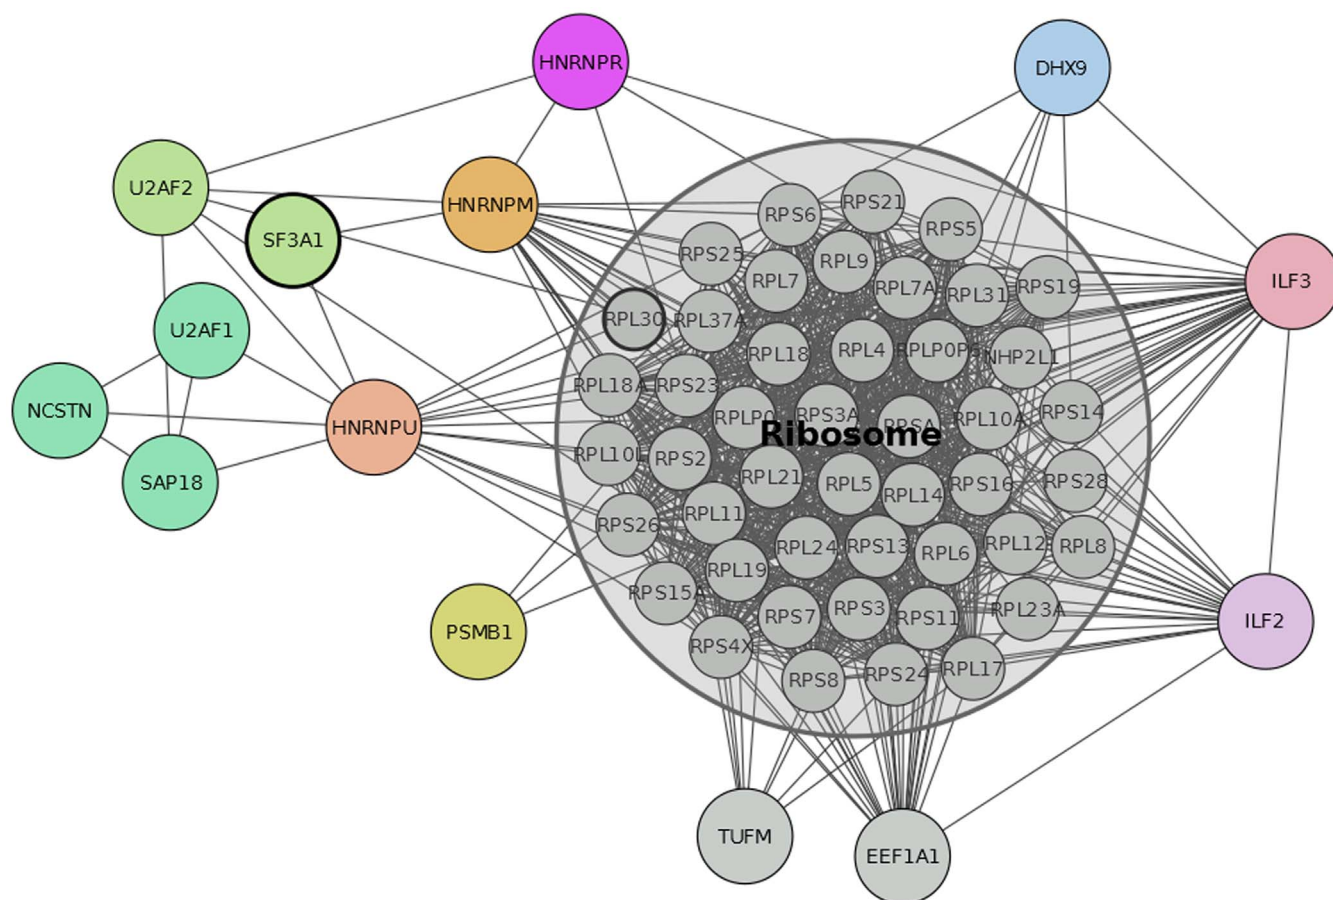 HNRNPR
DHX9
U2AF2
HNRNPM
SF3A1
RPS6
RPS21
RPS5
RPS25
RPL9
RPL7
RPL7A
RPL31
RPS19
ILF3
U2AF1
RPL30
RPL37A
RPL18
RPL4
RPLP0P6
NHP2L1
RPL18A
RPS23
NCSTN
HNRNPU
RPLP0
RPS3A
RPSA
RPL10A
RPS14
Ribosome
SAP18
RPL10L
RPS2
RPL21
RPL5
RPL14
RPS16
RPS28
RPS26
RPL11
RPL24
RPS13
RPL6
RPL12
RPL8
RPL19
RPS15A
RPS7
RPS3
RPS11
RPL23A
PSMB1
ILF2
RPS4X
RPS8
RPS24
RPL17
TUFM
EEF1A1